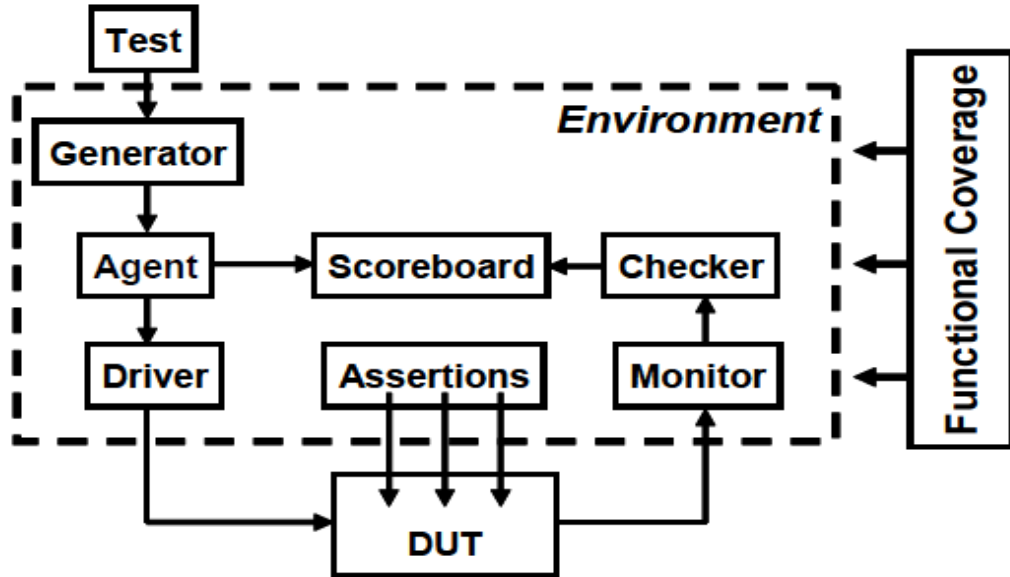 Test
Environment
Generator
Agent
Scoreboard
Checker
Driver
Assertions
Monitor
DUT
Functional Coverage